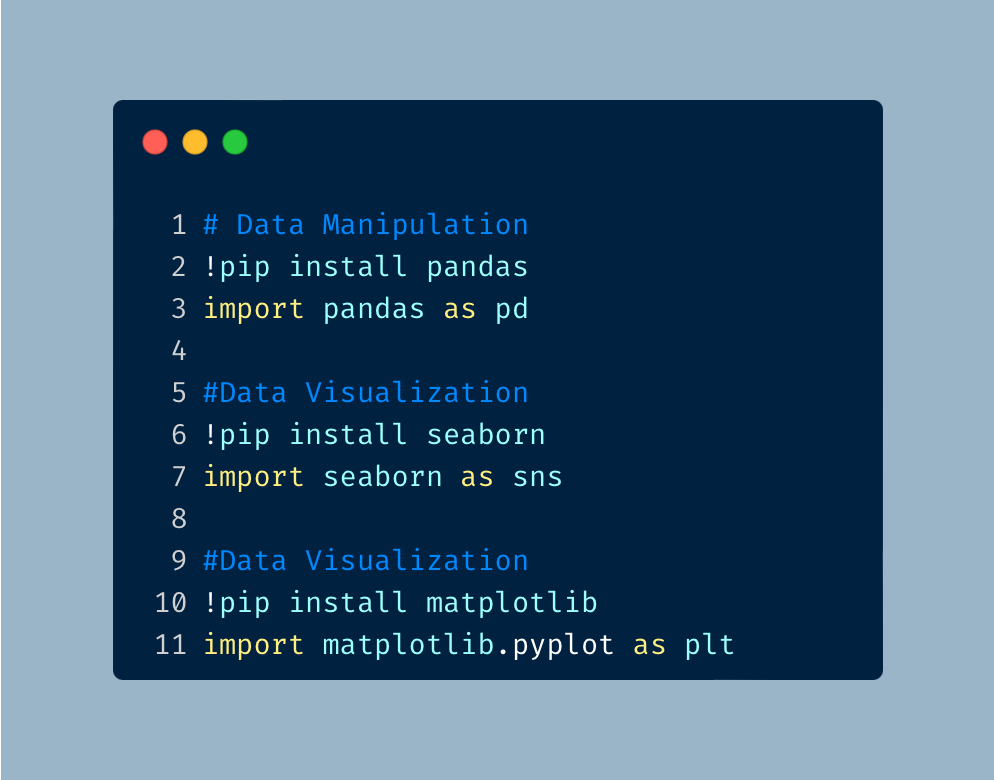 1 # Data Manipulation
2 !pip install pandas
3 import pandas as pd
4
5 #Data Visualization
6 !pip install seaborn
7 import seaborn as sns
8
9 #Data Visualization
10 !pip install matplotlib
11 import matplotlib.pyplot as plt